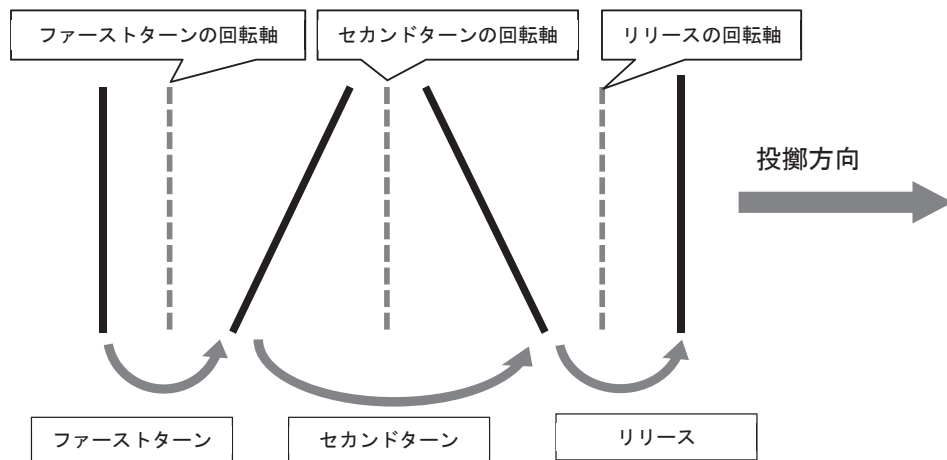 ファーストターンの回転軸
セカンドターンの回転軸
リリースの回転軸
投擲方向
ファーストターン
セカンドターン
リリース